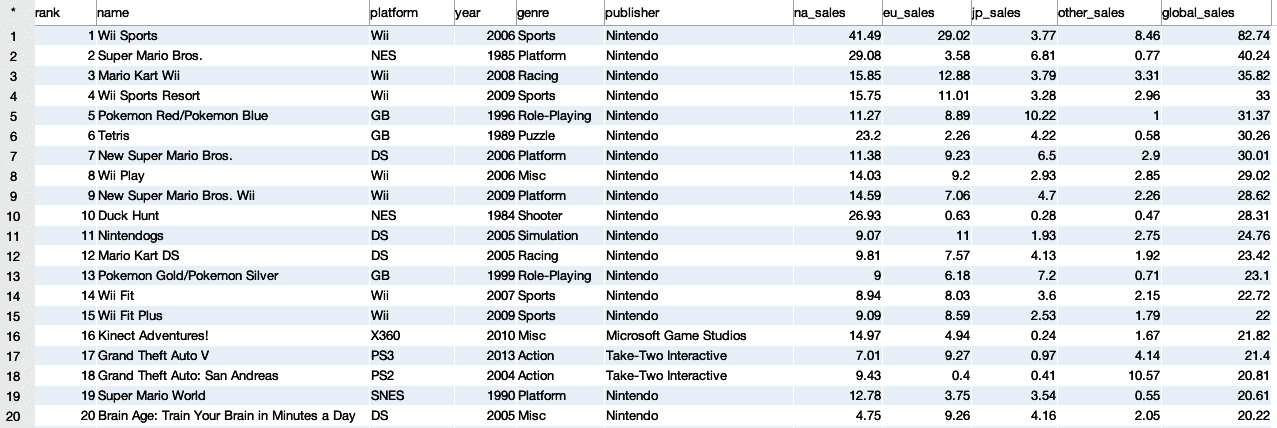 * rank name platform year genre publisher na_sales eu_sales jp_sales other_sales global_sales
1 1 Wii Sports Wii 2006 Sports Nintendo 41.49 29.02 3.77 8.46 82.74
2 2 Super Mario Bros. NES 1985 Platform Nintendo 29.08 3.58 6.81 0.77 40.24
3 3 Mario Kart Wii Wii 2008 Racing Nintendo 15.85 12.88 3.79 3.31 35.82
4 4 Wii Sports Resort Wii 2009 Sports Nintendo 15.75 11.01 3.28 2.96 33
5 5 Pokemon Red/Pokemon Blue GB 1996 Role-Playing Nintendo 11.27 8.89 10.22 1 31.37
6 6 Tetris GB 1989 Puzzle Nintendo 23.2 2.26 4.22 0.58 30.26
7 7 New Super Mario Bros. DS 2006 Platform Nintendo 11.38 9.23 6.5 2.9 30.01
8 8 Wii Play Wii 2006 Misc Nintendo 14.03 9.2 2.93 2.85 29.02
9 9 New Super Mario Bros. Wii Wii 2009 Platform Nintendo 14.59 7.06 4.7 2.26 28.62
10 10 Duck Hunt NES 1984 Shooter Nintendo 26.93 0.63 0.28 0.47 28.31
11 11 Nintendogs DS 2005 Simulation Nintendo 9.07 11 1.93 2.75 24.76
12 12 Mario Kart DS DS 2005 Racing Nintendo 9.81 7.57 4.13 1.92 23.42
13 13 Pokemon Gold/Pokemon Silver GB 1999 Role-Playing Nintendo 9 6.18 7.2 0.71 23.1
14 14 Wii Fit Wii 2007 Sports Nintendo 8.94 8.03 3.6 2.15 22.72
15 15 Wii Fit Plus Wii 2009 Sports Nintendo 9.09 8.59 2.53 1.79 22
16 16 Kinect Adventures! X360 2010 Misc Microsoft Game Studios 14.97 4.94 0.24 1.67 21.82
17 17 Grand Theft Auto V PS3 2013 Action Take-Two Interactive 7.01 9.27 0.97 4.14 21.4
18 18 Grand Theft Auto: San Andreas PS2 2004 Action Take-Two Interactive 9.43 0.4 0.41 10.57 20.81
19 19 Super Mario World SNES 1990 Platform Nintendo 12.78 3.75 3.54 0.55 20.61
20 20 Brain Age: Train Your Brain in Minutes a Day DS 2005 Misc Nintendo 4.75 9.26 4.16 2.05 20.22